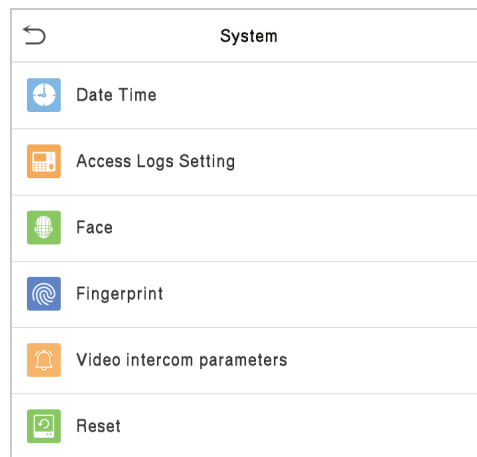 System
Date Time
Access Logs Setting
Face
Fingerprint
Video intercom parameters
Reset